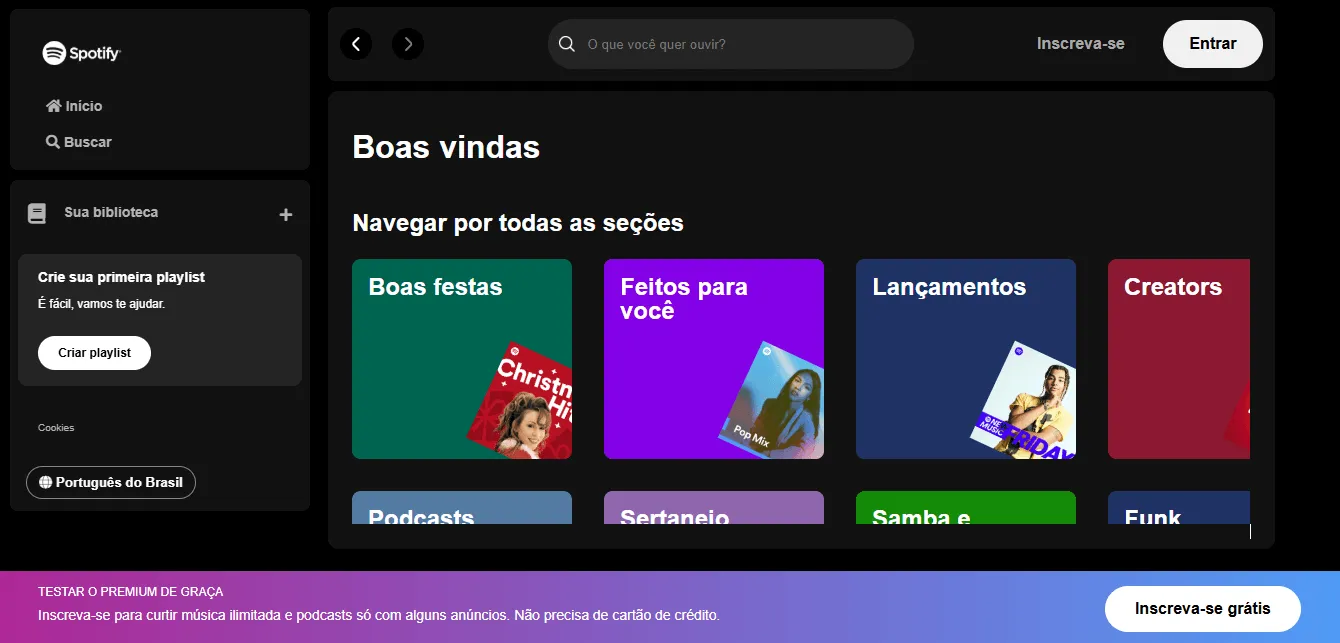 Spotify
Início
Buscar
Sua biblioteca
Crie sua primeira playlist
É fácil, vamos te ajudar.
Criar playlist
Cookies
Português do Brasil
O que você quer ouvir?
Inscreva-se
Entrar
Boas vindas
Navegar por todas as seções
Boas festas
Christm
Hit
Feitos para
você
Pop Mix
Lançamentos
NE
MUSIC
FRIDAY
Creators
Podcasts
Sertanejo
Samba e
Funk
TESTAR O PREMIUM DE GRAÇA
Inscreva-se para curtir música ilimitada e podcasts só com alguns anúncios. Não precisa de cartão de crédito.
Inscreva-se grátis